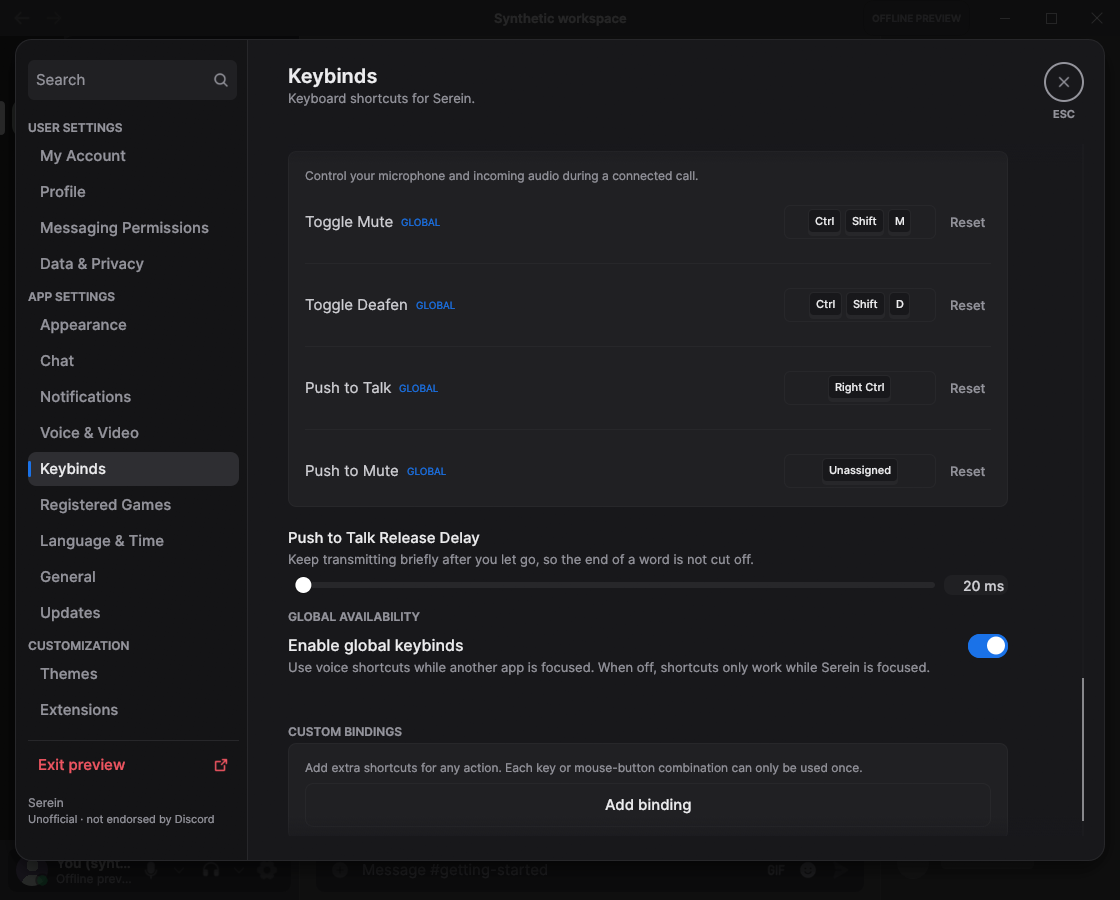 Synthetic workspace
OFFLINE PREVIEW
Search
USER SETTINGS
My Account
Profile
Messaging Permissions
Data & Privacy
APP SETTINGS
Appearance
Chat
Notifications
Voice & Video
Keybinds
Registered Games
Language & Time
General
Updates
CUSTOMIZATION
Themes
Extensions
Exit preview
Serein
Unofficial · not endorsed by Discord
Keybinds
Keyboard shortcuts for Serein.
ESC
Control your microphone and incoming audio during a connected call.
Toggle Mute GLOBAL Ctrl Shift M Reset
Toggle Deafen GLOBAL Ctrl Shift D Reset
Push to Talk GLOBAL Right Ctrl Reset
Push to Mute GLOBAL Unassigned Reset
Push to Talk Release Delay
Keep transmitting briefly after you let go, so the end of a word is not cut off.
20 ms
GLOBAL AVAILABILITY
Enable global keybinds
Use voice shortcuts while another app is focused. When off, shortcuts only work while Serein is focused.
CUSTOM BINDINGS
Add extra shortcuts for any action. Each key or mouse-button combination can only be used once.
Add binding
You (synt...
Offline prev...
Message #getting-started
GIF